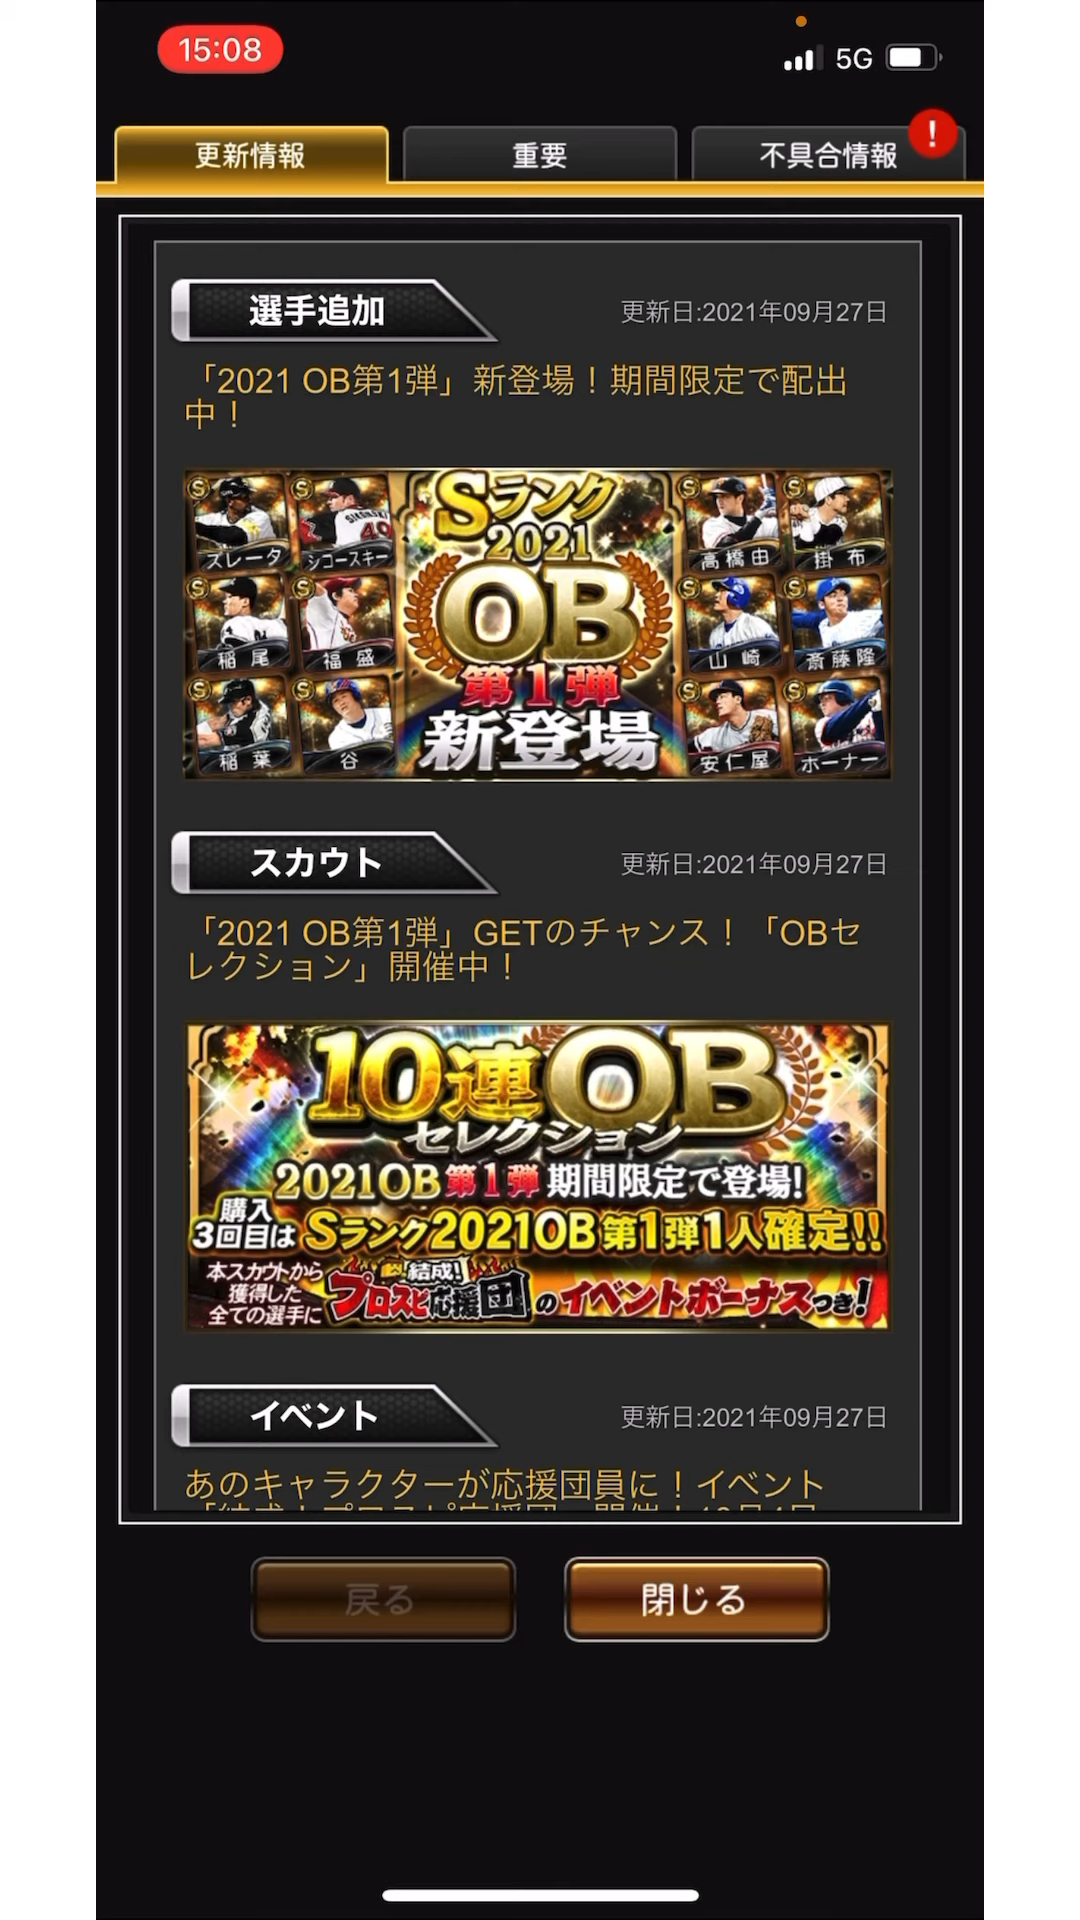 15:08
5G
更新情報
重要
不具合情報
!
選手追加
更新日:2021年09月27日
「2021 OB第1弾」新登場！期間限定で配出
中！
Sランク
2021
OB
第1弾
新登場
S ズレータ
S シコースキー
S 高橋由
S 掛布
S 稲尾
S 福盛
S 山崎
S 斎藤隆
S 稲葉
S 谷
S 安仁屋
S ホーナー
スカウト
更新日:2021年09月27日
「2021 OB第1弾」GETのチャンス！「OBセ
レクション」開催中！
10連OB
セレクション
2021OB第1弾期間限定で登場!
購入
3回目は Sランク2021OB第1弾1人確定!!
本スカウトから
獲得した
全ての選手に
結成!
プロスピ応援団のイベントボーナスつき!
イベント
更新日:2021年09月27日
あのキャラクターが応援団員に！イベント
戻る
閉じる